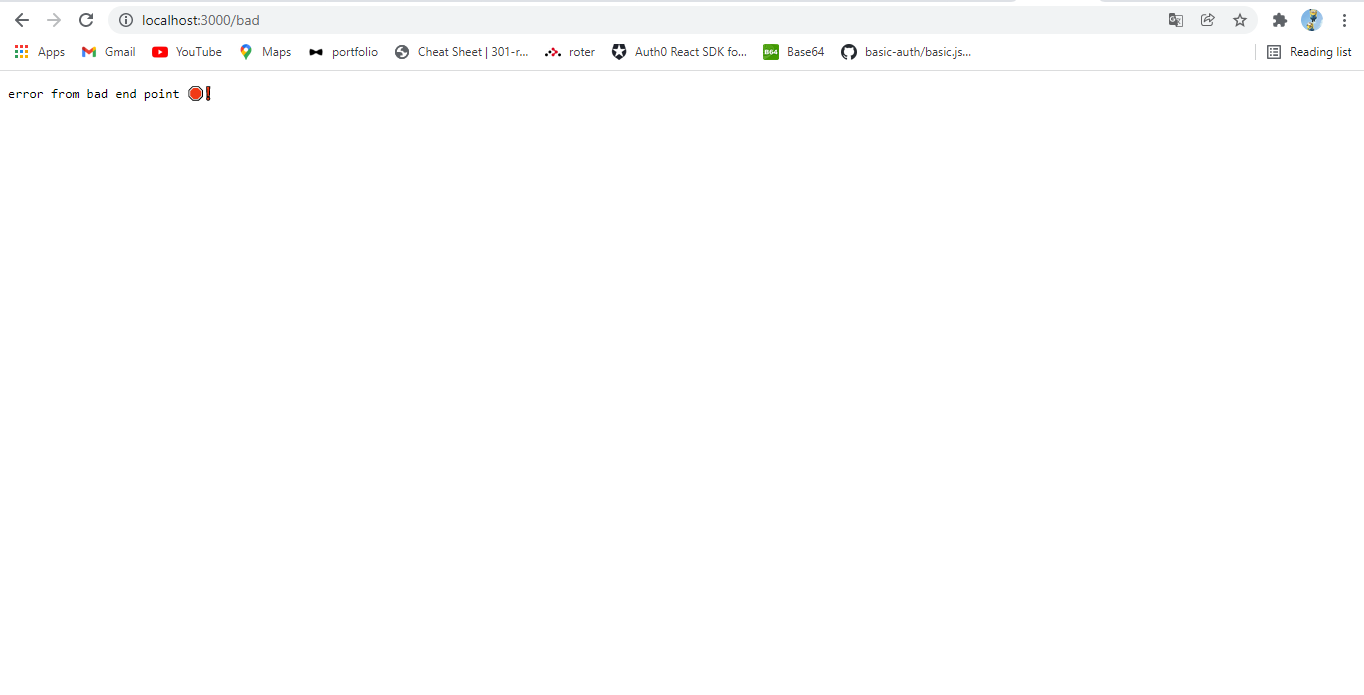 localhost:3000/bad
Apps Gmail YouTube Maps portfolio Cheat Sheet | 301-r... roter Auth0 React SDK fo... B64 Base64 basic-auth/basic.js... Reading list
error from bad end point 🛑❗